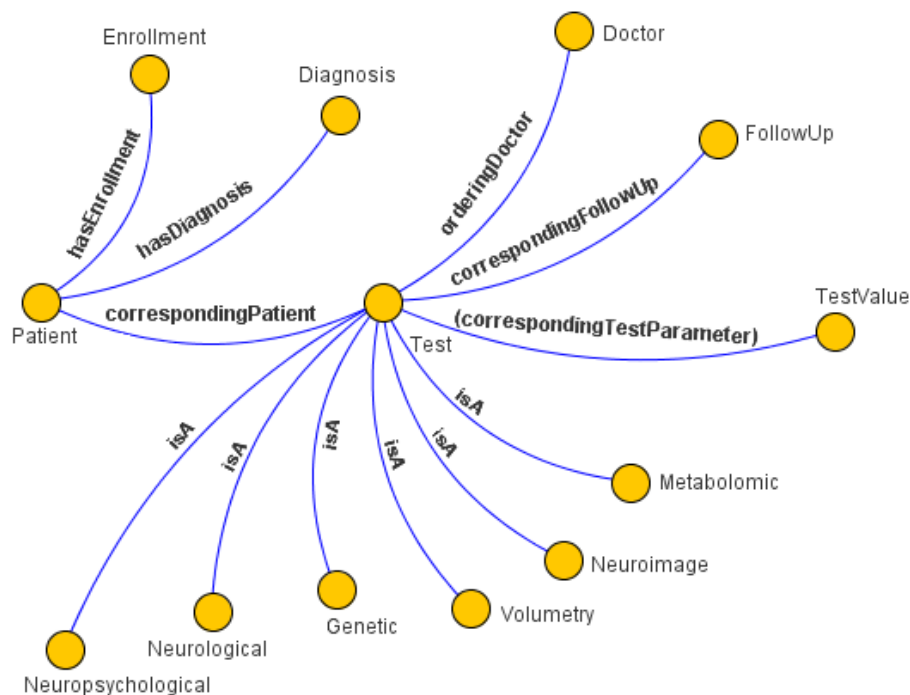 Enrollment
Doctor
Diagnosis
FollowUp
hasEnrollment
hasDiagnosis
orderingDoctor
correspondingFollowUp
TestValue
correspondingPatient
(correspondingTestParameter)
Patient
Test
isA
isA
isA
isA
isA
isA
Metabolomic
Neuroimage
Volumetry
Genetic
Neurological
Neuropsychological